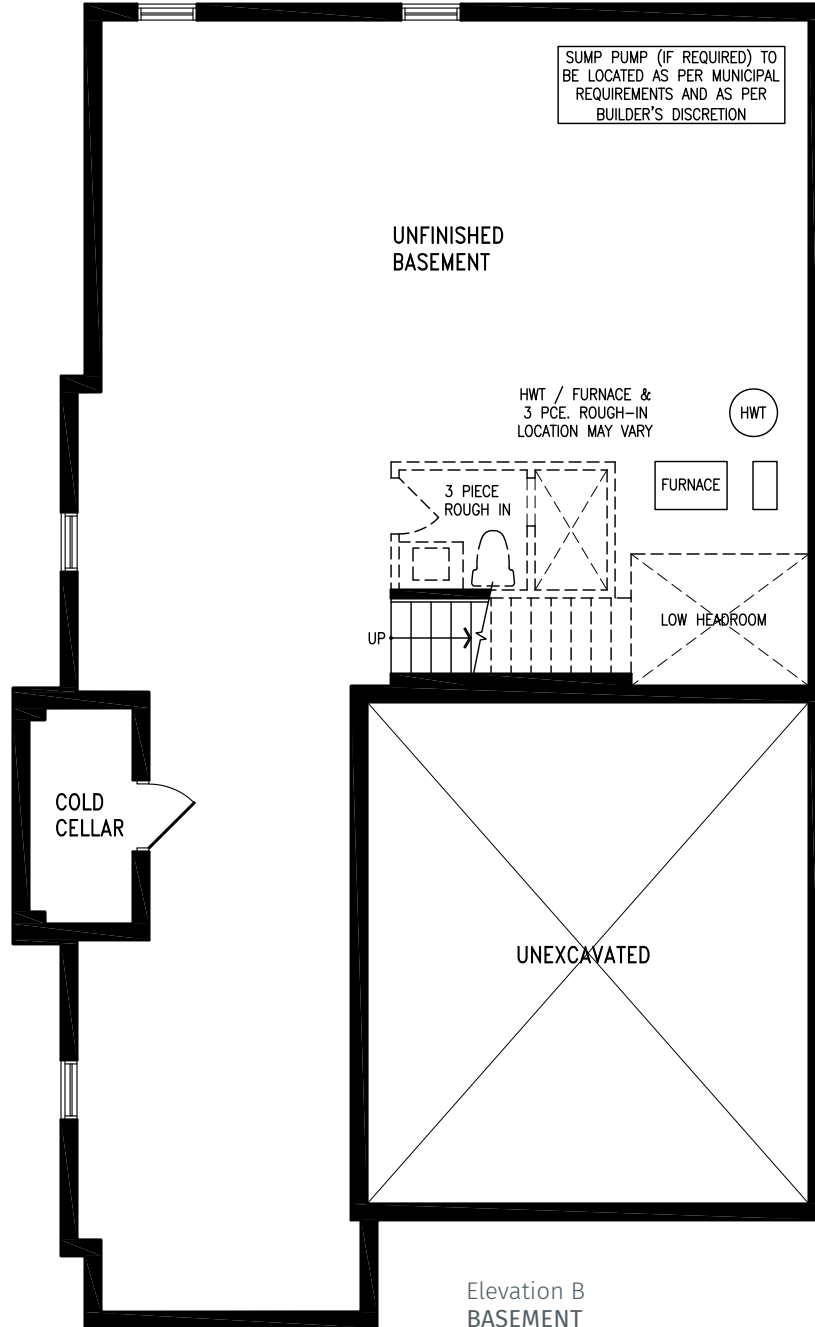 SUMP PUMP (IF REQUIRED) TO
BE LOCATED AS PER MUNICIPAL
REQUIREMENTS AND AS PER
BUILDER'S DISCRETION
UNFINISHED
BASEMENT
HWT / FURNACE &
3 PCE. ROUGH-IN
LOCATION MAY VARY
HWT
FURNACE
3 PIECE
ROUGH IN
LOW HEADROOM
UP
COLD
CELLAR
UNEXCAVATED
Elevation B
BASEMENT